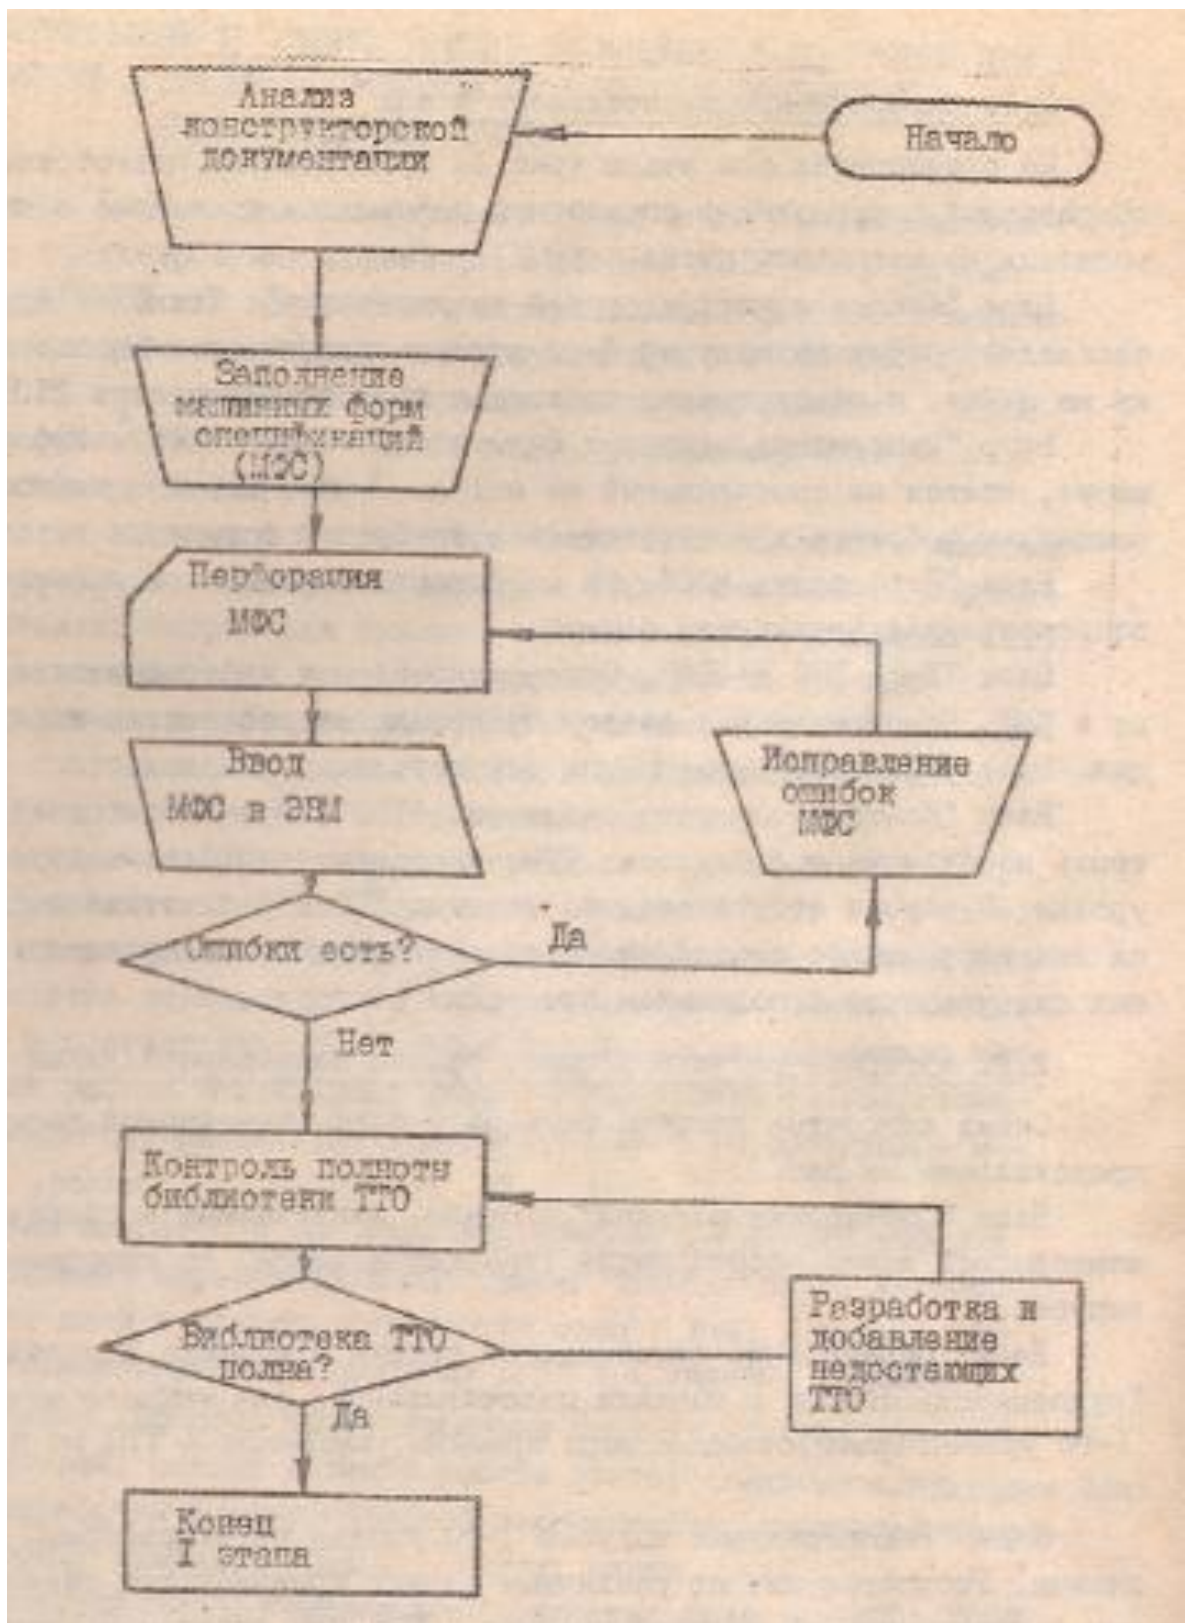 Начало
Анализ
конструкторской
документации
Заполнение
машинных форм
спецификаций
(МФС)
Перфорация
МФС
Ввод
МФС в ЭВМ
Исправление
ошибок
МФС
Ошибки есть?
Да
Нет
Контроль полноты
библиотеки ТТО
Библиотека ТТО
полна?
Разработка и
добавление
недостающих
ТТО
Да
Конец
I этапа